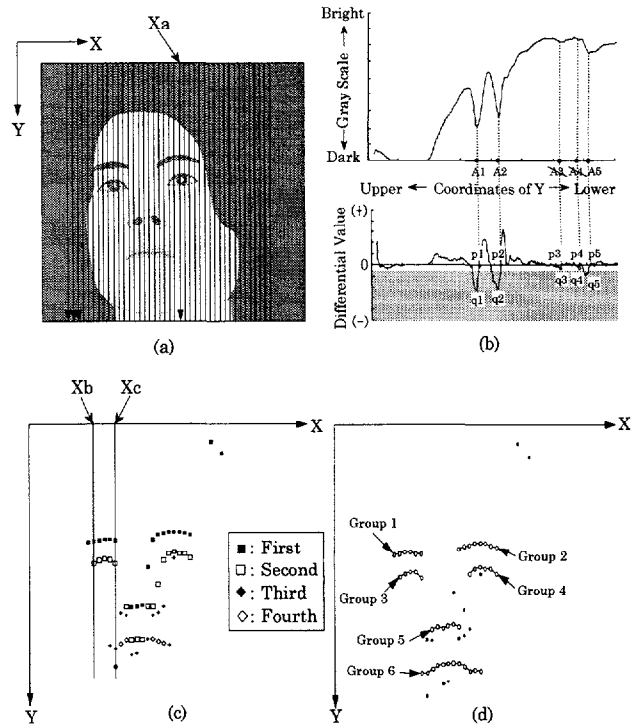 Xa
X
Y
(a)
Bright
Gray Scale
Dark
A1 A2 A3 A4 A5
Upper ← Coordinates of Y → Lower
Differential Value
(+)
0
(-)
p1 p2 p3 p4 p5
q1 q2 q3 q4 q5
(b)
Xb Xc
X
Y
■: First
□: Second
◆: Third
◇: Fourth
(c)
X
Y
Group 1
Group 2
Group 3
Group 4
Group 5
Group 6
(d)